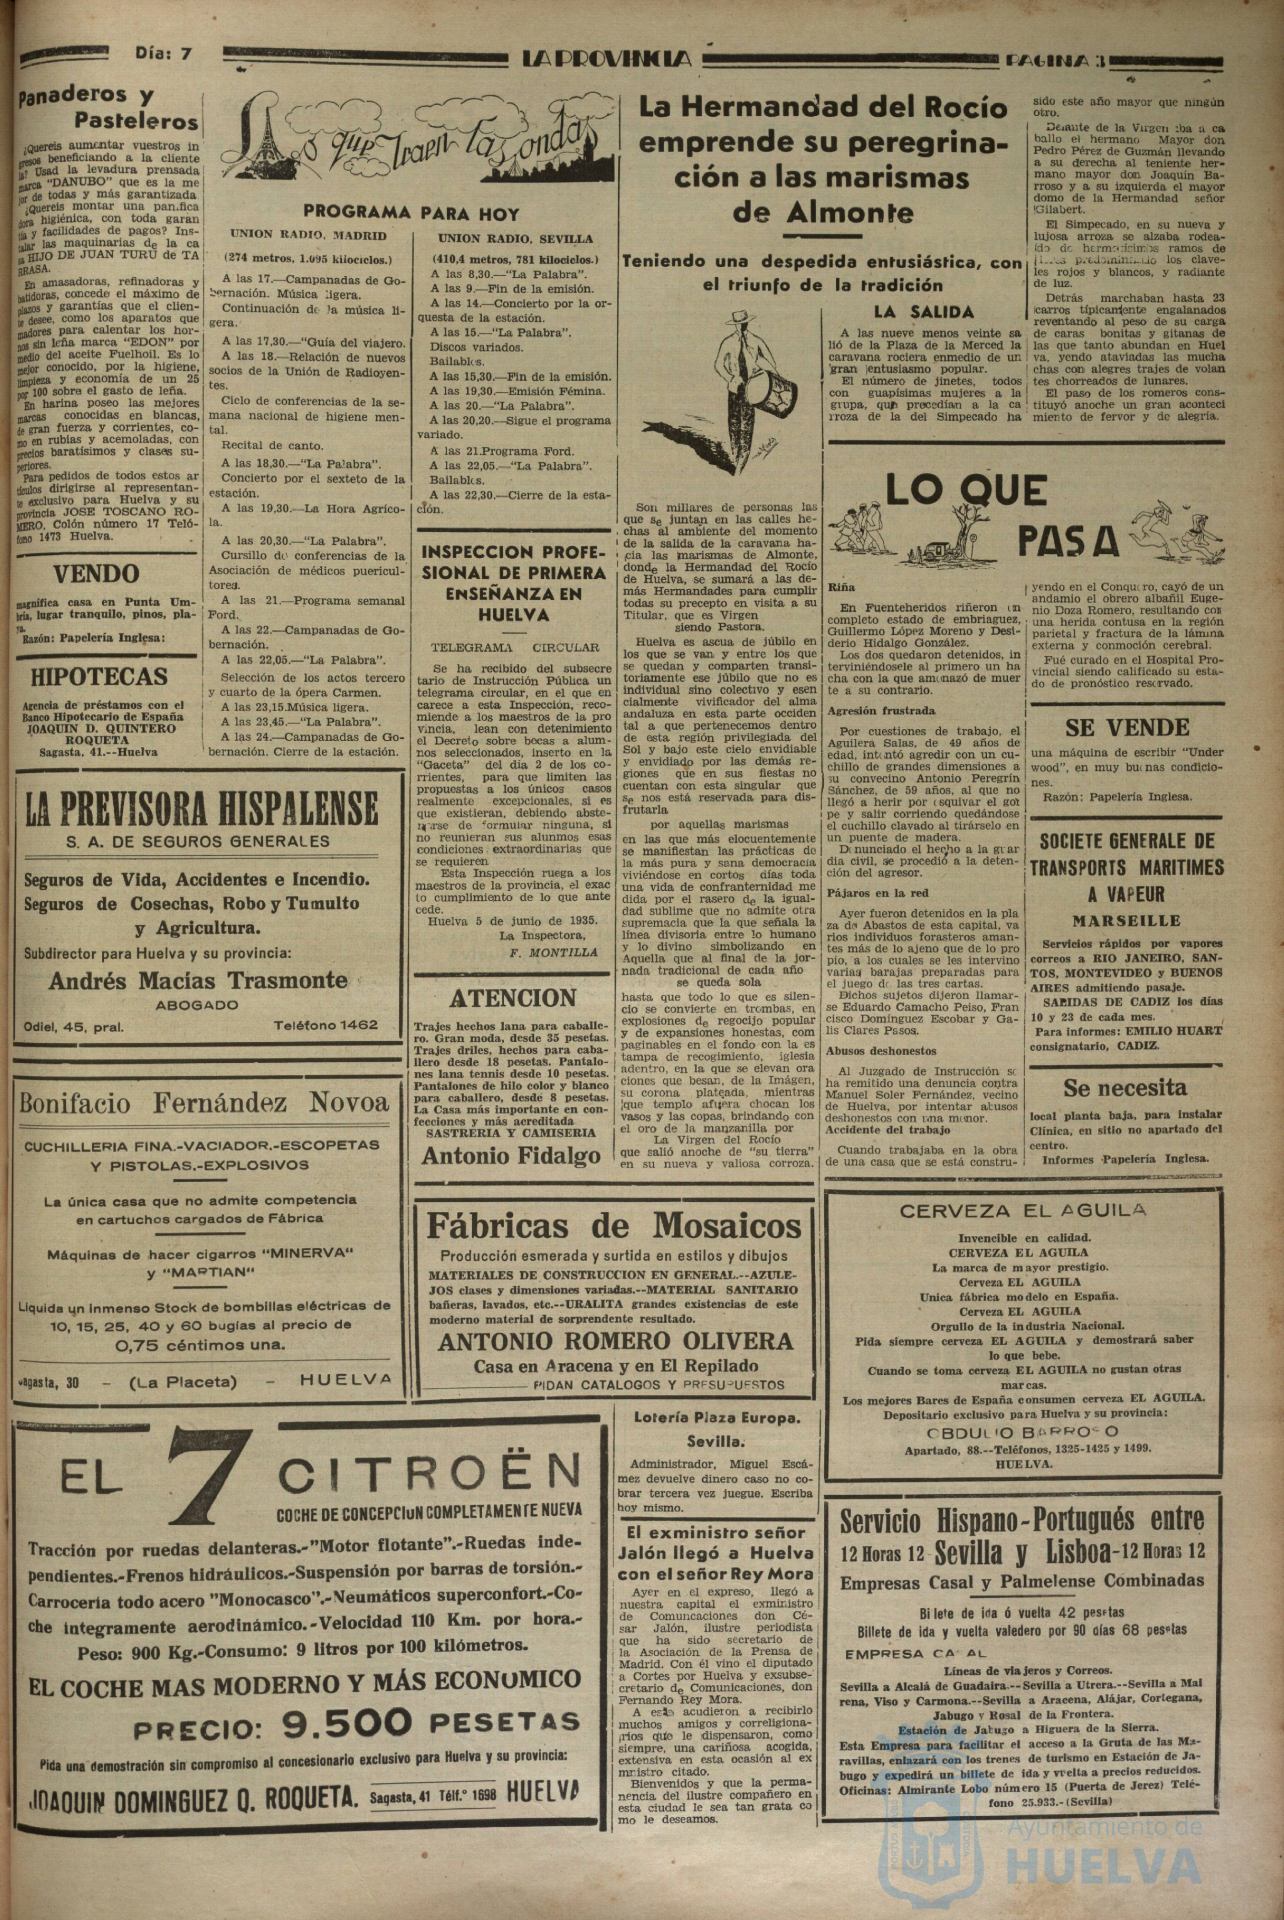 Día: 7
LA PROVINCIA
PAGINA 3
Panaderos y
Pasteleros
¿Quereis aumentar vuestros in
gresos beneficiando a la cliente
la? Usad la levadura prensada
marca "DANUBO" que es la me
jor de todas y más garantizada
¿Quereis montar una panifica
dora higiénica, con toda garan
tía y facilidades de pagos? Ins-
talar las maquinarias de la ca
sa HIJO DE JUAN TURÚ de TA
RRASA.
En amasadoras, refinadoras y
batidoras, concede el máximo de
plazos y garantías que el clien-
te desee, como los aparatos que
madores para calentar los hor-
nos sin leña marca "EDON" por
medio del aceite Fuelhoil. Es lo
mejor conocido, por la higiene,
limpieza y economía de un 25
por 100 sobre el gasto de leña.
En harina poseo las mejores
marcas conocidas en blancas,
de gran fuerza y corrientes, co-
mo en rubias y acemoladas, con
precios baratísimos y clases su-
periores.
Para pedidos de todos estos ar
tículos dirigirse al representan-
te exclusivo para Huelva y su
provincia JOSE TOSCANO RO-
MERO, Colón número 17 Telé-
fono 1473 Huelva.
VENDO
magnífica casa en Punta Um-
bría, lugar tranquilo, pinos, pla-
ya.
Razón: Papelería Inglesa:
HIPOTECAS
Agencia de préstamos con el
Banco Hipotecario de España
JOAQUIN D. QUINTERO
ROQUETA
Sagasta, 41.--Huelva
Lo que traen las ondas
PROGRAMA PARA HOY
UNION RADIO, MADRID
(274 metros, 1.095 kilociclos.)
A las 17.—Campanadas de Go-
bernación. Música ligera.
Continuación de la música li-
gera.
A las 17,30.—"Guía del viajero.
A las 18.—Relación de nuevos
socios de la Unión de Radioyen-
tes.
Ciclo de conferencias de la se-
mana nacional de higiene men-
tal.
Recital de canto.
A las 18,30.—"La Palabra".
Concierto por el sexteto de la
estación.
A las 19,30.—La Hora Agríco-
la.
A las 20,30.—"La Palabra".
Cursillo de conferencias de la
Asociación de médicos puericul-
tores.
A las 21.—Programa semanal
Ford.
A las 22.—Campanadas de Go-
bernación.
A las 22,05.—"La Palabra".
Selección de los actos tercero
y cuarto de la ópera Carmen.
A las 23,15.Música ligera.
A las 23,45.—"La Palabra".
A las 24.—Campanadas de Go-
bernación. Cierre de la estación.
UNION RADIO, SEVILLA
(410,4 metros, 781 kilociclos.)
A las 8,30.—"La Palabra".
A las 9.—Fin de la emisión.
A las 14.—Concierto por la or-
questa de la estación.
A las 15.—"La Palabra".
Discos variados.
Bailables.
A las 15,30.—Fin de la emisión.
A las 19,30.—Emisión Fémina.
A las 20.—"La Palabra".
A las 20,20.—Sigue el programa
variado.
A las 21.Programa Ford.
A las 22,05.—"La Palabra".
Bailables.
A las 22,30.—Cierre de la esta-
ción.
INSPECCION PROFE-
SIONAL DE PRIMERA
ENSEÑANZA EN
HUELVA
TELEGRAMA CIRCULAR
Se ha recibido del subsecre
tario de Instrucción Pública un
telegrama circular, en el que en
carece a esta Inspección, reco-
miende a los maestros de la pro
vincia, lean con detenimiento
el Decreto sobre bocas a alum-
nos seleccionados, inserto en la
"Gaceta" del día 2 de los co-
rrientes, para que limiten las
propuestas a los únicos casos
realmente excepcionales, si es
que existieran, debiendo abste-
nerse de formular ninguna, si
no reunieran sus alunmos esas
condiciones extraordinarias que
se requieren
Esta Inspección ruega a los
maestros de la provincia, el exac
to cumplimiento de lo que ante
cede.
Huelva 5 de junio de 1935.
La Inspectora,
F. MONTILLA
ATENCION
Trajes hechos lana para caballe-
ro. Gran moda, desde 35 pesetas.
Trajes driles, hechos para caba-
llero desde 18 pesetas. Pantalo-
nes lana tennis desde 10 pesetas.
Pantalones de hilo color y blanco
para caballero, desde 8 pesetas.
La Casa más importante en con-
fecciones y más acreditada
SASTRERIA Y CAMISERIA
Antonio Fidalgo
La Hermandad del Rocío
emprende su peregrina-
ción a las marismas
de Almonte
Teniendo una despedida entusiástica, con
el triunfo de la tradición
Son millares de personas las
que se juntan en las calles he-
chas al ambiente del momento
de la salida de la caravana ha-
cia las marismas de Almonte,
donde la Hermandad del Rocío
de Huelva, se sumará a las de-
más Hermandades para cumplir
todas su precepto en visita a su
Titular, que es Virgen
siendo Pastora.
Huelva es ascua de júbilo en
los que se van y entre los que
se quedan y comparten transi-
toriamente ese júbilo que no es
individual sino colectivo y esen
cialmente vivificador del alma
andaluza en esta parte occiden
tal a que pertenecemos dentro
de esta región privilegiada del
Sol y bajo este cielo envidiable
y envidiado por las demás re-
giones que en sus fiestas no
cuentan con esta singular que
se nos está reservada para dis-
frutarla
por aquellas marismas
en las que más elocuentemente
se manifiestan las prácticas de
la más pura y sana democracia
viviéndose en cortos días toda
una vida de confranternidad me
dida por el rasero de la igual-
dad sublime que no admite otra
supremacía que la que señala la
línea divisoria entre lo humano
y lo divino simbolizando en
Aquella que al final de la jor-
nada tradicional de cada año
se queda sola
hasta que todo lo que es silen-
cio se convierte en trombas, en
explosiones de regocijo popular
y de expansiones honestas, com
paginables en el fondo con la es
tampa de recogimiento, iglesia
adentro, en la que se elevan ora
ciones que besan, de la Imágen,
su corona plateada, mientras
que templo afuera chocan los
vasos y las copas, brindando con
el oro de la manzanilla por
La Virgen del Rocío
que salió anoche de "su tierra"
en su nueva y valiosa corroza.
LA SALIDA
A las nueve menos veinte sa
lió de la Plaza de la Merced la
caravana rociera enmedio de un
gran entusiasmo popular.
El número de jinetes, todos
con guapísimas mujeres a la
grupa, que precedían a la ca
rroza de la del Simpecado ha
sido este año mayor que ningún
otro.
Delante de la Virgen iba a ca
ballo el hermano Mayor don
Pedro Pérez de Guzmán llevando
a su derecha al teniente her-
mano mayor don Joaquín Ba-
rroso y a su izquierda el mayor
domo de la Hermandad señor
Gilabert.
El Simpecado, en su nueva y
lujosa arroza se alzaba rodea-
do de hermosísimos ramos de
flores predominando los clave-
les rojos y blancos, y radiante
de luz.
Detrás marchaban hasta 23
carros típicamente engalanados
reventando al peso de su carga
de caras bonitas y gitanas de
las que tanto abundan en Huel
va, yendo ataviadas las mucha
chas con alegres trajes de volan
tes chorreados de lunares.
El paso de los romeros cons-
tituyó anoche un gran aconteci
miento de fervor y de alegría.
LO QUE
PASA
Riña
En Fuenteheridos riñeron en
completo estado de embriaguez,
Guillermo López Moreno y Desi-
derio Hidalgo González.
Los dos quedaron detenidos, in
terviniéndosele al primero un ha
cha con la que amenazó de muer
te a su contrario.
Agresión frustrada
Por cuestiones de trabajo, el
Aguilera Salas, de 49 años de
edad, intentó agredir con un cu-
chillo de grandes dimensiones a
su convecino Antonio Peregrín
Sánchez, de 59 años, al que no
llegó a herir por esquivar el gol
pe y salir corriendo quedándose
el cuchillo clavado al tirárselo en
un puente de madera.
Denunciado el hecho a la guar
dia civil, se procedió a la deten-
ción del agresor.
Pájaros en la red
Ayer fueron detenidos en la pla
za de Abastos de esta capital, va
rios individuos forasteros aman-
tes más de lo ajeno que de lo pro
pio, a los cuales se les intervino
varias barajas preparadas para
el juego de las tres cartas.
Dichos sujetos dijeron llamar-
se Eduardo Camacho Peiso, Fran
cisco Domínguez Escobar y Ga-
lis Clares Pasos.
Abusos deshonestos
Al Juzgado de Instrucción se
ha remitido una denuncia contra
Manuel Soler Fernández, vecino
de Huelva, por intentar abusos
deshonestos con una menor.
Accidente del trabajo
Cuando trabajaba en la obra
de una casa que se está constru-
yendo en el Conquero, cayó de un
andamio el obrero albañil Euge-
nio Doza Romero, resultando con
una herida contusa en la región
parietal y fractura de la lámina
externa y conmoción cerebral.
Fué curado en el Hospital Pro-
vincial siendo calificado su esta-
do de pronóstico reservado.
SE VENDE
una máquina de escribir "Under
wood", en muy buenas condicio-
nes.
Razón: Papelería Inglesa.
SOCIETE GENERALE DE
TRANSPORTS MARITIMES
A VAPEUR
MARSEILLE
Servicios rápidos por vapores
correos a RIO JANEIRO, SAN-
TOS, MONTEVIDEO y BUENOS
AIRES admitiendo pasaje.
SALIDAS DE CADIZ los días
10 y 23 de cada mes.
Para informes: EMILIO HUART
consignatario, CADIZ.
Se necesita
local planta baja, para instalar
Clínica, en sitio no apartado del
centro.
Informes Papelería Inglesa.
LA PREVISORA HISPALENSE
S. A. DE SEGUROS GENERALES
Seguros de Vida, Accidentes e Incendio.
Seguros de Cosechas, Robo y Tumulto
y Agricultura.
Subdirector para Huelva y su provincia:
Andrés Macías Trasmonte
ABOGADO
Odiel, 45, pral.
Teléfono 1462
Bonifacio Fernández Novoa
CUCHILLERIA FINA.-VACIADOR.-ESCOPETAS
Y PISTOLAS.-EXPLOSIVOS
La única casa que no admite competencia
en cartuchos cargados de Fábrica
Máquinas de hacer cigarros "MINERVA"
y "MARTIAN"
Liquida un inmenso Stock de bombillas eléctricas de
10, 15, 25, 40 y 60 bugías al precio de
0,75 céntimos una.
Sagasta, 30 - (La Placeta) - HUELVA
Fábricas de Mosaicos
Producción esmerada y surtida en estilos y dibujos
MATERIALES DE CONSTRUCCION EN GENERAL.--AZULE-
JOS clases y dimensiones variadas.--MATERIAL SANITARIO
bañeras, lavados, etc.--URALITA grandes existencias de este
moderno material de sorprendente resultado.
ANTONIO ROMERO OLIVERA
Casa en Aracena y en El Repilado
PIDAN CATALOGOS Y PRESUPUESTOS
CERVEZA EL AGUILA
Invencible en calidad.
CERVEZA EL AGUILA
La marca de mayor prestigio.
Cerveza EL AGUILA
Unica fábrica modelo en España.
Cerveza EL AGUILA
Orgullo de la industria Nacional.
Pida siempre cerveza EL AGUILA y demostrará saber
lo que bebe.
Cuando se toma cerveza EL AGUILA no gustan otras
marcas.
Los mejores Bares de España consumen cerveza EL AGUILA.
Depositario exclusivo para Huelva y su provincia:
OBDULIO BARROSO
Apartado, 88.--Teléfonos, 1325-1425 y 1499.
HUELVA.
EL 7 CITROËN
COCHE DE CONCEPCION COMPLETAMENTE NUEVA
Tracción por ruedas delanteras.-"Motor flotante".-Ruedas inde-
pendientes.-Frenos hidráulicos.-Suspensión por barras de torsión.-
Carrocería todo acero "Monocasco".-Neumáticos superconfort.-Co-
che integramente aerodinámico.-Velocidad 110 Km. por hora.-
Peso: 900 Kg.-Consumo: 9 litros por 100 kilómetros.
EL COCHE MAS MODERNO Y MÁS ECONOMICO
PRECIO: 9.500 PESETAS
Pida una demostración sin compromiso al concesionario exclusivo para Huelva y su provincia:
JOAQUIN DOMINGUEZ Q. ROQUETA. Sagasta, 41 Télf.º 1698 HUELVA
Lotería Plaza Europa.
Sevilla.
Administrador, Miguel Escá-
mez devuelve dinero caso no co-
brar tercera vez juegue. Escriba
hoy mismo.
El exministro señor
Jalón llegó a Huelva
con el señor Rey Mora
Ayer en el expreso, llegó a
nuestra capital el exministro
de Comuncaciones don Cé-
sar Jalón, ilustre periodista
que ha sido secretario de
la Asociación de la Prensa de
Madrid. Con él vino el diputado
a Cortes por Huelva y exsubse-
cretario de Comunicaciones, don
Fernando Rey Mora.
A esta acudieron a recibirlo
muchos amigos y correligiona-
rios que le dispensaron, como
siempre, una cariñosa acogida,
extensiva en esta ocasión al ex
ministro citado.
Bienvenidos y que la perma-
nencia del ilustre compañero en
esta ciudad le sea tan grata co
mo le deseamos.
Servicio Hispano-Portugués entre
12 Horas 12 Sevilla y Lisboa-12 Horas 12
Empresas Casal y Palmelense Combinadas
Billete de ida ó vuelta 42 pesetas
Billete de ida y vuelta valedero por 90 días 68 pesetas
EMPRESA CASAL
Líneas de viajeros y Correos.
Sevilla a Alcalá de Guadaira.--Sevilla a Utrera.--Sevilla a Mai
rena, Viso y Carmona.--Sevilla a Aracena, Alájar, Cortegana,
Jabugo y Rosal de la Frontera.
Estación de Jabugo a Higuera de la Sierra.
Esta Empresa para facilitar el acceso a la Gruta de las Ma-
ravillas, enlazará con los trenes de turismo en Estación de Ja-
bugo y expedirá un billete de ida y vuelta a precios reducidos.
Oficinas: Almirante Lobo número 15 (Puerta de Jerez) Telé-
fono 25.933.-(Sevilla)
Ayuntamiento de
HUELVA